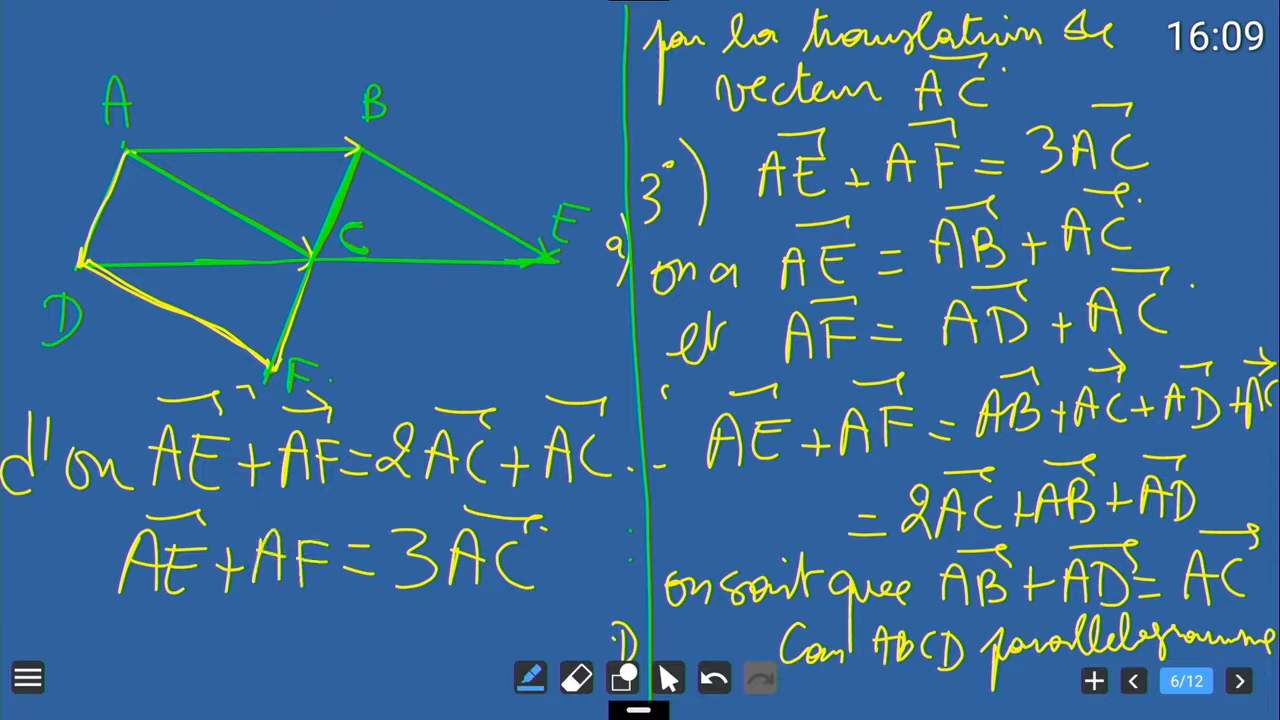 A
B
C
E
D
F
d'où AE + AF = 2AC + AC
AE + AF = 3AC
par la translation de
vecteur AC
3°) AE + AF = 3AC
a) on a AE = AB + AC
et AF = AD + AC
AE + AF = AB + AC + AD + AC
= 2AC + AB + AD
on sait que AB + AD = AC
Car ABCD parallelogramme
D
16:09
6/12